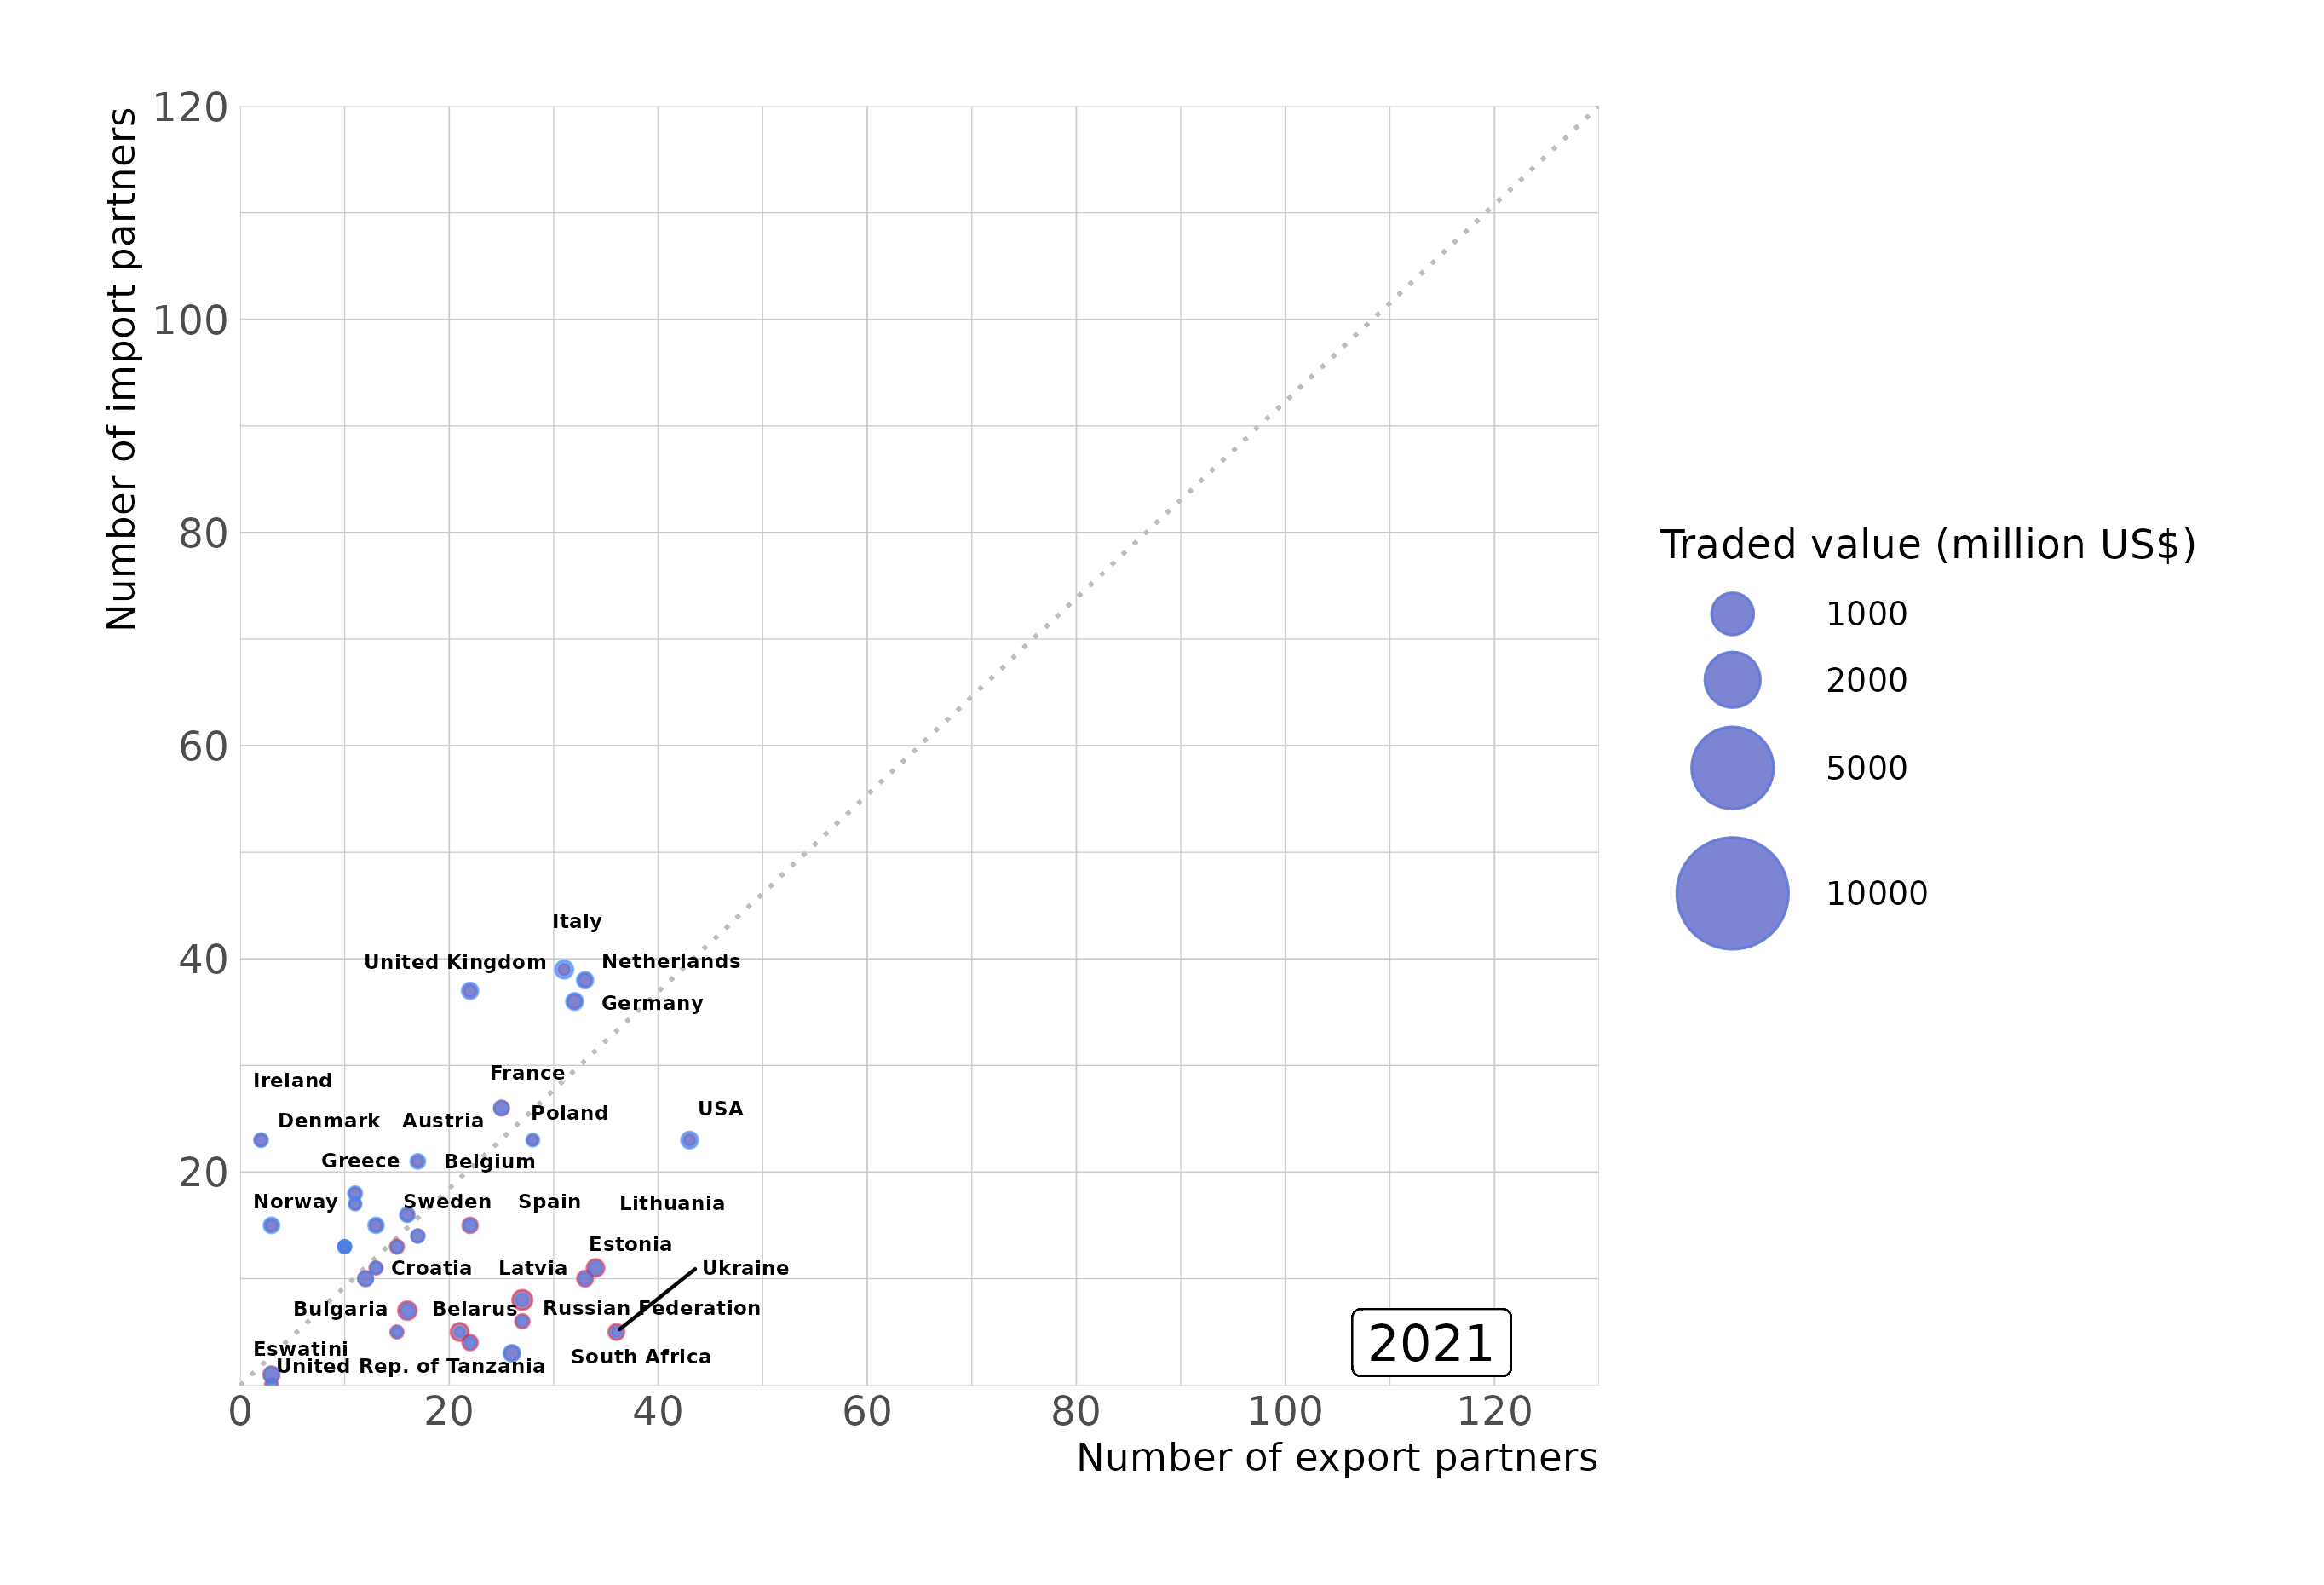 Number of import partners
120
100
80
60
40
20
Italy
United Kingdom
Netherlands
Germany
France
Ireland
Poland
USA
Denmark
Austria
Greece
Belgium
Norway
Sweden
Spain
Lithuania
Estonia
Croatia
Latvia
Ukraine
Bulgaria
Belarus
Russian Federation
Eswatini
South Africa
United Rep. of Tanzania
2021
0
20
40
60
80
100
120
Number of export partners
Traded value (million US$)
1000
2000
5000
10000